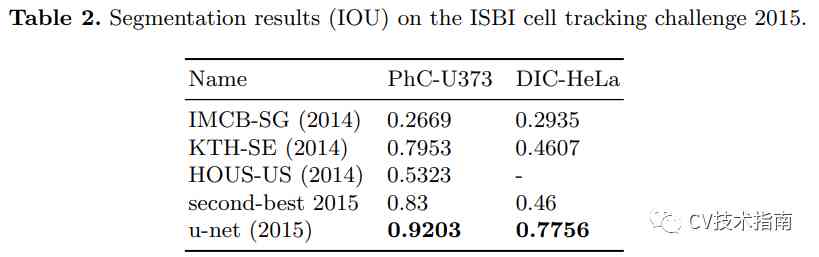 Table 2. Segmentation results (IOU) on the ISBI cell tracking challenge 2015.
Name PhC-U373 DIC-HeLa
IMCB-SG (2014) 0.2669 0.2935
KTH-SE (2014) 0.7953 0.4607
HOUS-US (2014) 0.5323 -
second-best 2015 0.83 0.46
u-net (2015) 0.9203 0.7756
CV技术指南